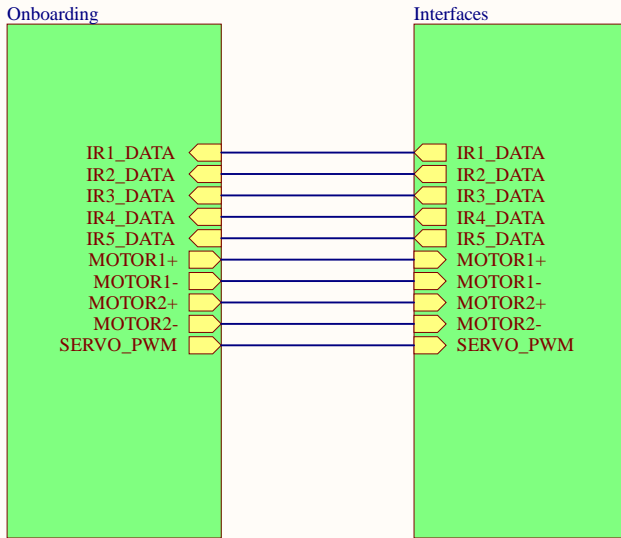 Onboarding
Interfaces
IR1_DATA IR1_DATA
IR2_DATA IR2_DATA
IR3_DATA IR3_DATA
IR4_DATA IR4_DATA
IR5_DATA IR5_DATA
MOTOR1+ MOTOR1+
MOTOR1- MOTOR1-
MOTOR2+ MOTOR2+
MOTOR2- MOTOR2-
SERVO_PWM SERVO_PWM